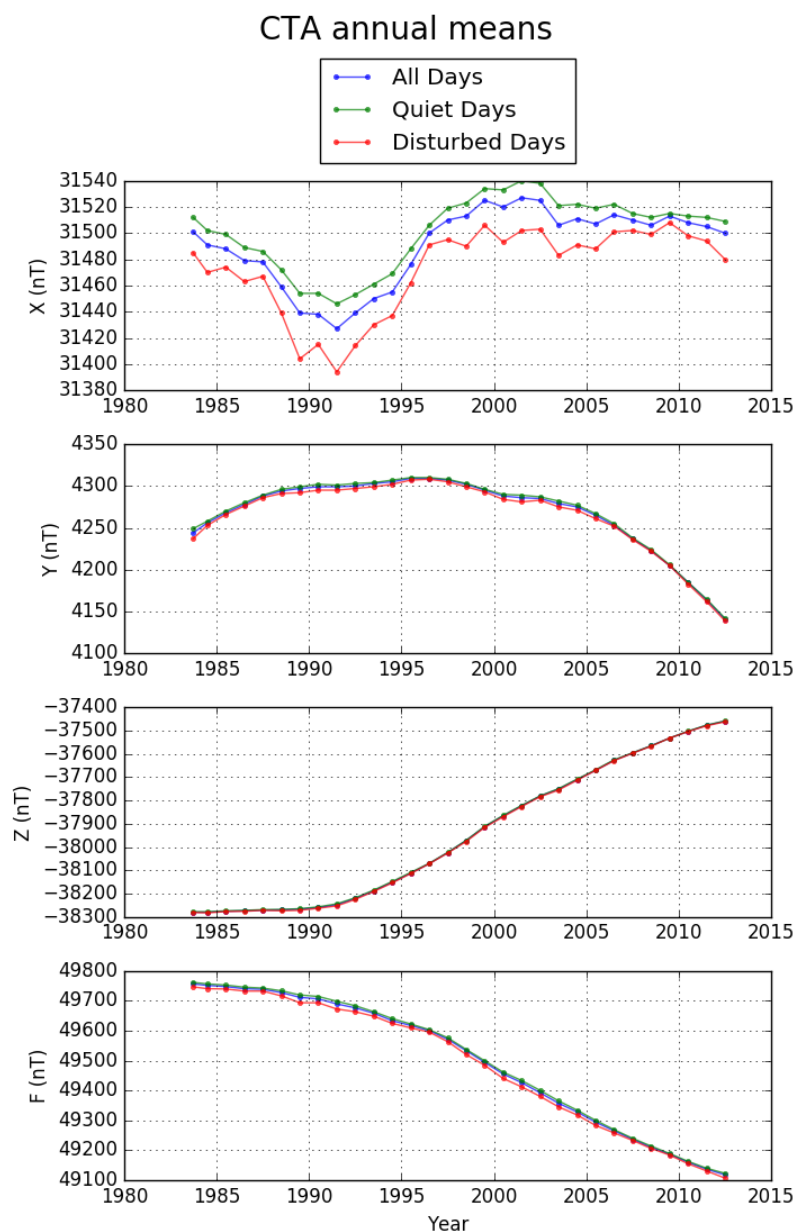 CTA annual means
All Days
Quiet Days
Disturbed Days
31540
31520
31500
31480
31460
31440
31420
31400
31380
X (nT)
1980 1985 1990 1995 2000 2005 2010 2015
4350
4300
4250
4200
4150
4100
Y (nT)
1980 1985 1990 1995 2000 2005 2010 2015
−37400
−37500
−37600
−37700
−37800
−37900
−38000
−38100
−38200
−38300
Z (nT)
1980 1985 1990 1995 2000 2005 2010 2015
49800
49700
49600
49500
49400
49300
49200
49100
F (nT)
1980 1985 1990 1995 2000 2005 2010 2015
Year